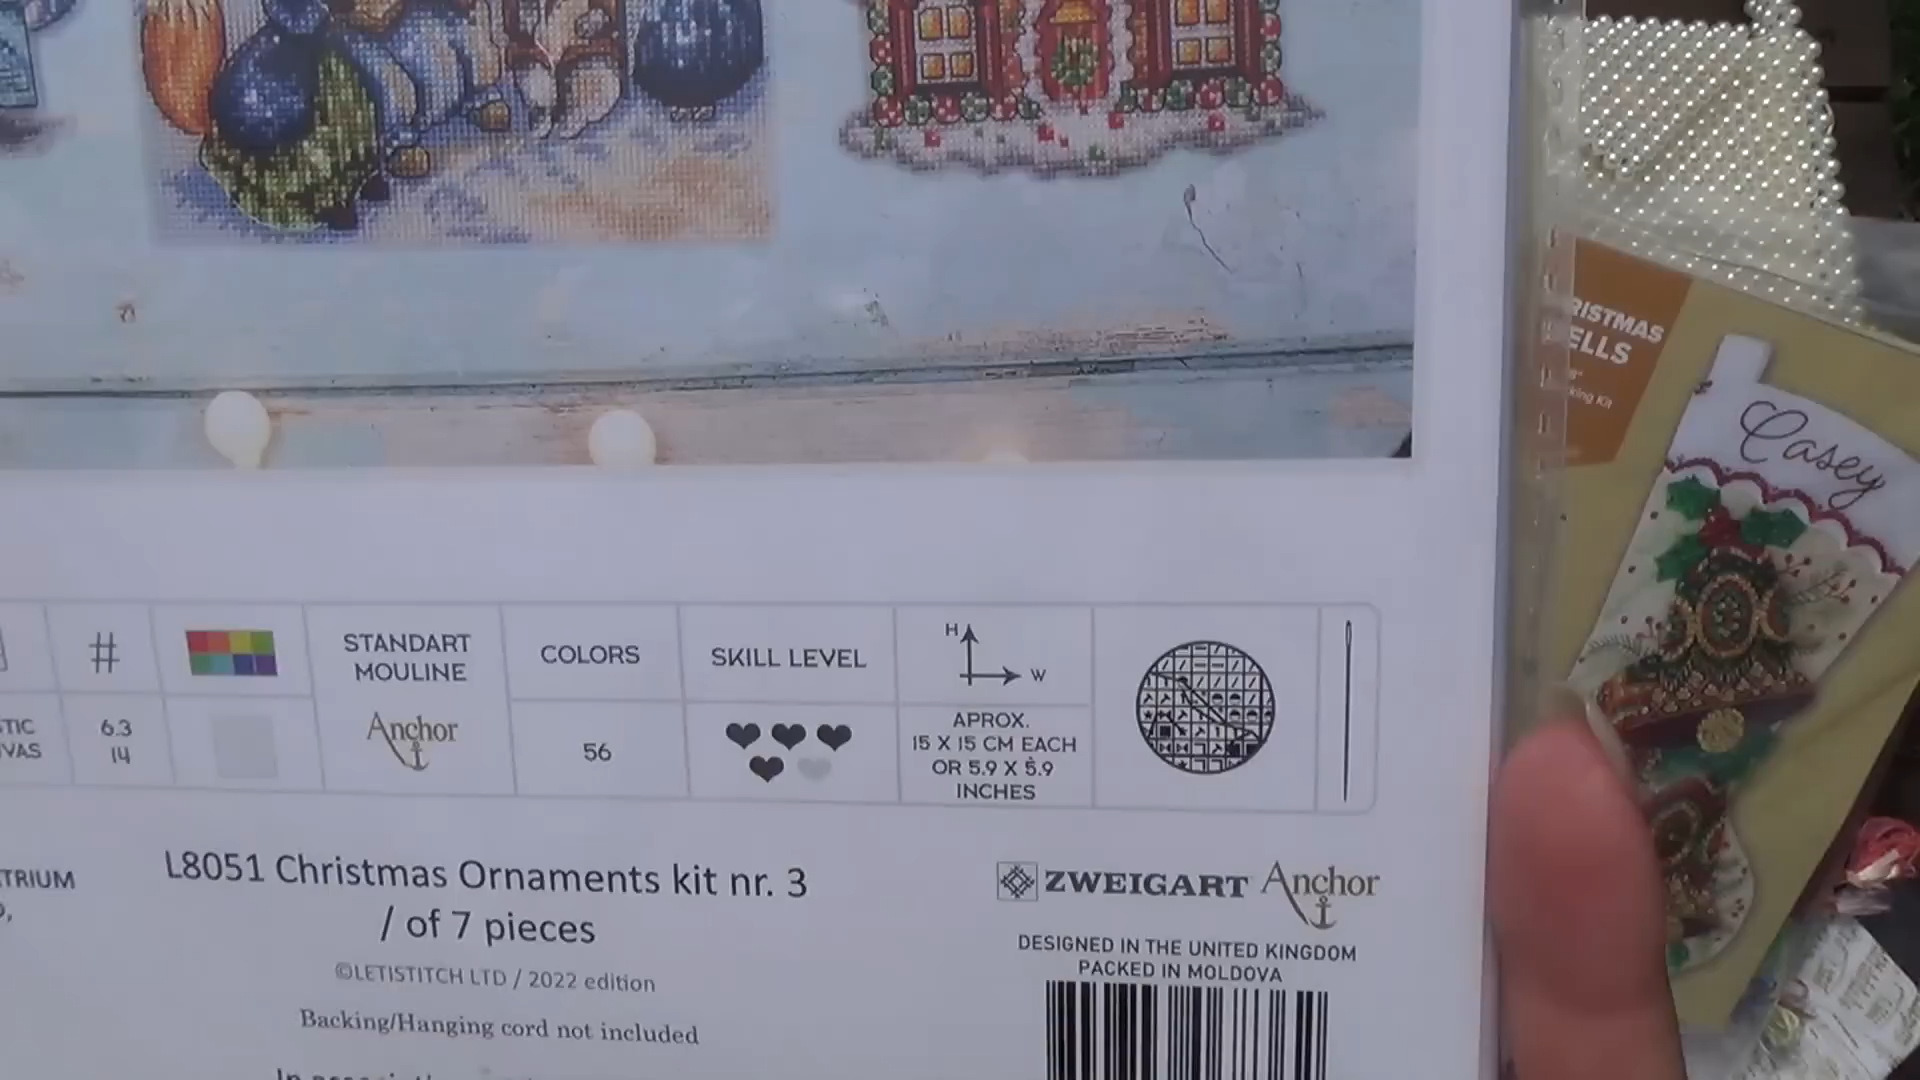 RISTMAS
ELLS
king Kit
Casey
#
STANDART
MOULINE
COLORS
SKILL LEVEL
H
W
TIC
VAS
6.3
14
Anchor
56
APROX.
15 X 15 CM EACH
OR 5.9 X 5.9
INCHES
TRIUM
L8051 Christmas Ornaments kit nr. 3
/ of 7 pieces
©LETISTITCH LTD / 2022 edition
Backing/Hanging cord not included
ZWEIGART Anchor
DESIGNED IN THE UNITED KINGDOM
PACKED IN MOLDOVA